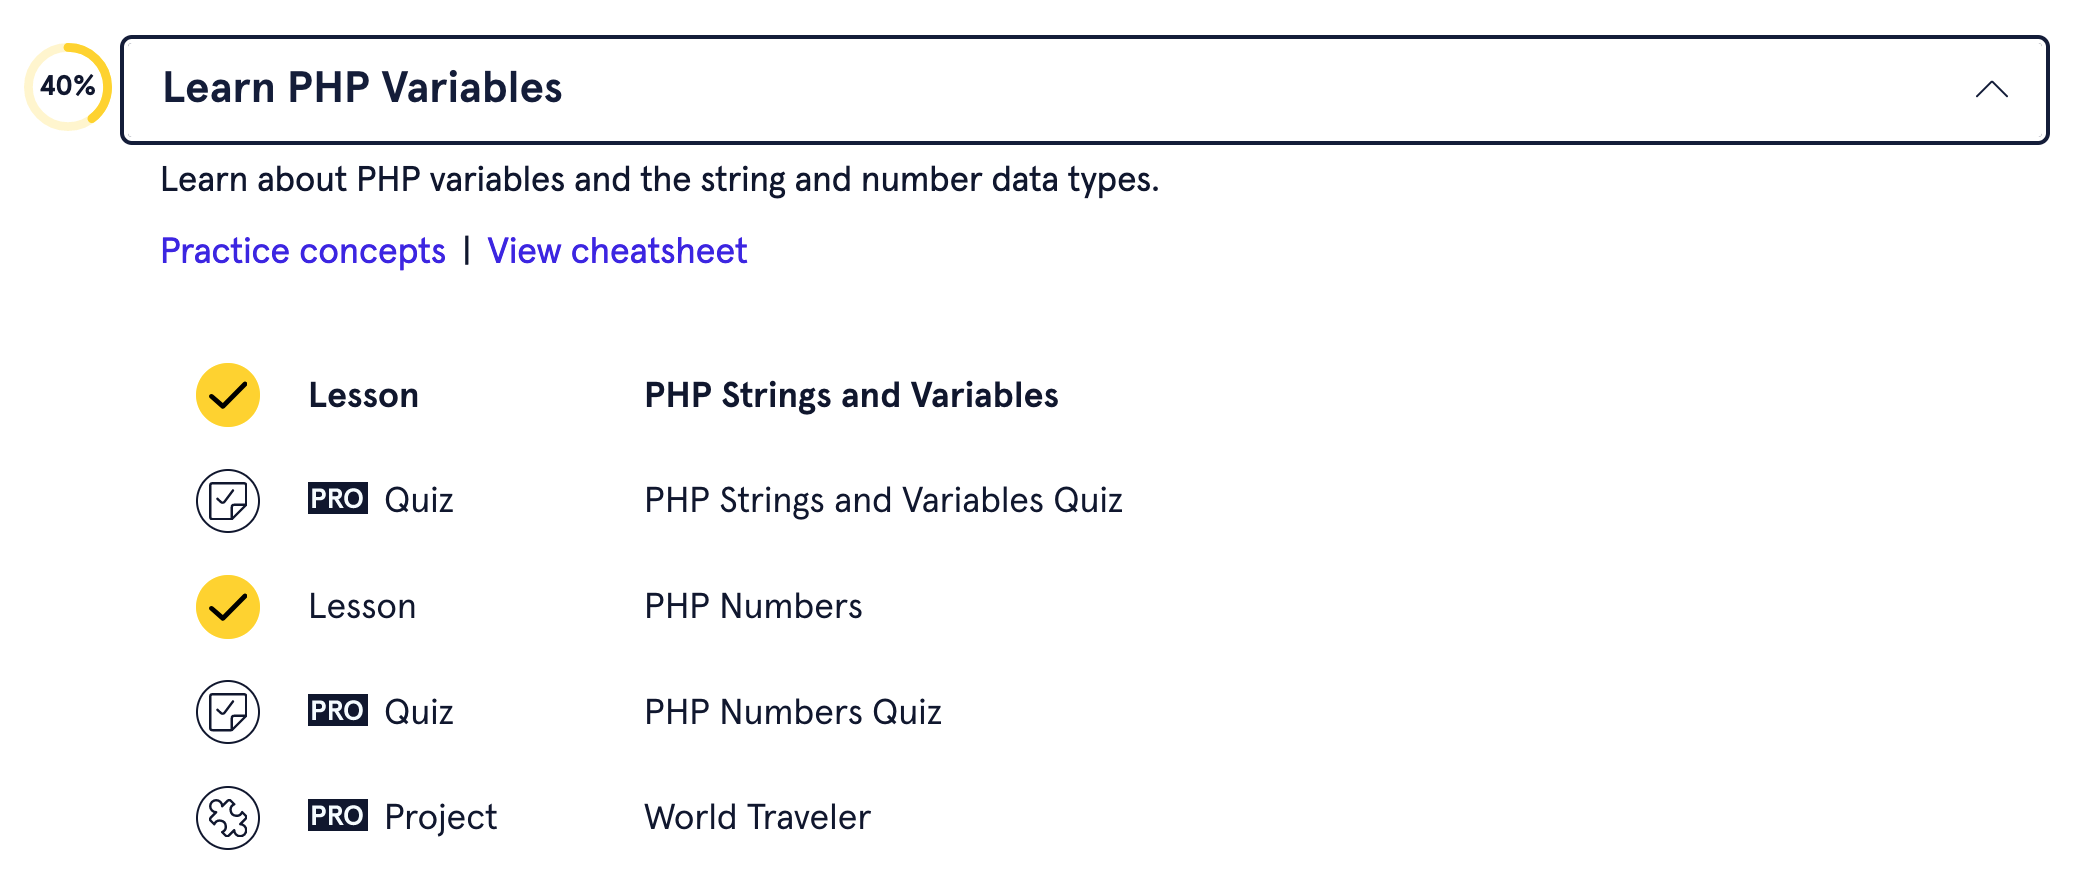 40% Learn PHP Variables
Learn about PHP variables and the string and number data types.
Practice concepts | View cheatsheet
Lesson PHP Strings and Variables
PRO Quiz PHP Strings and Variables Quiz
Lesson PHP Numbers
PRO Quiz PHP Numbers Quiz
PRO Project World Traveler